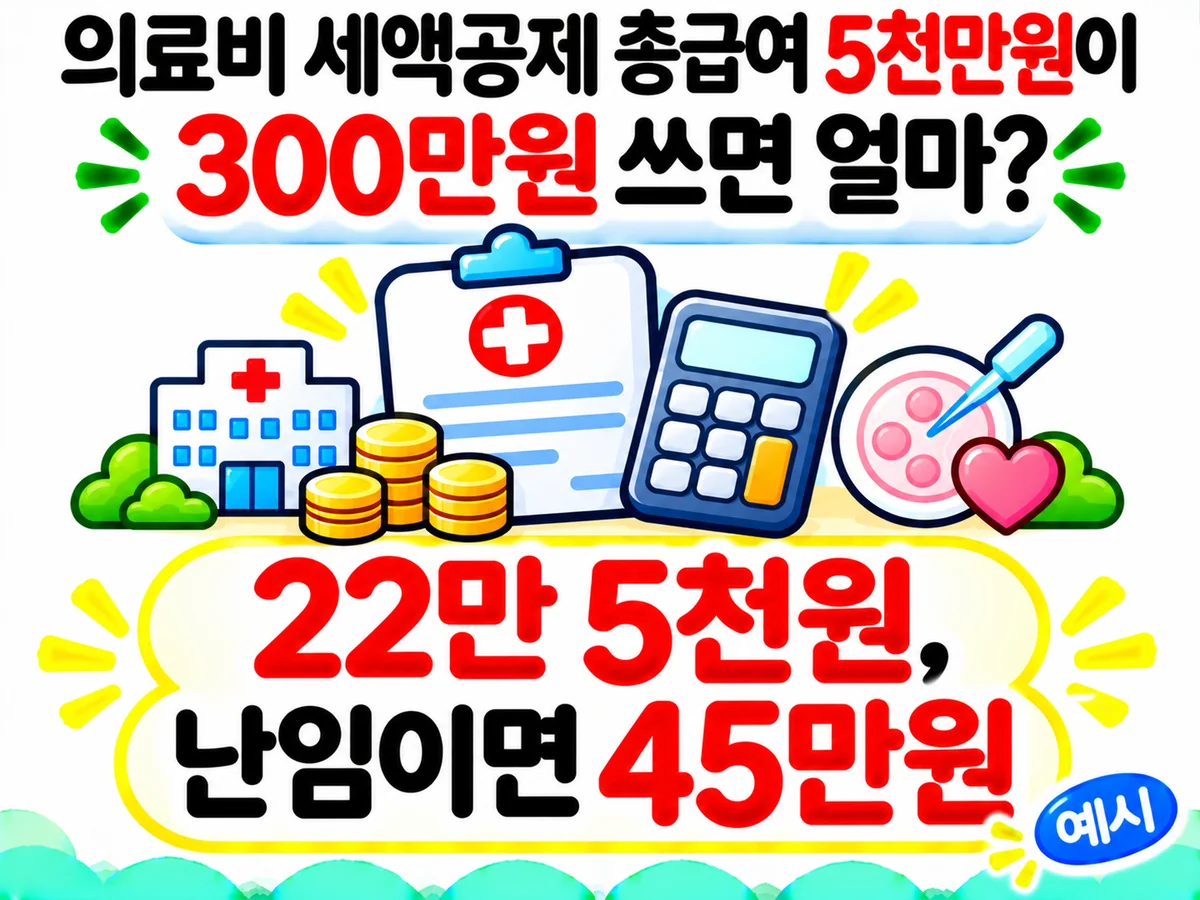 의료비 세액공제 총급여 5천만원이
300만원 쓰면 얼마?
22만 5천원,
난임이면 45만원
예시